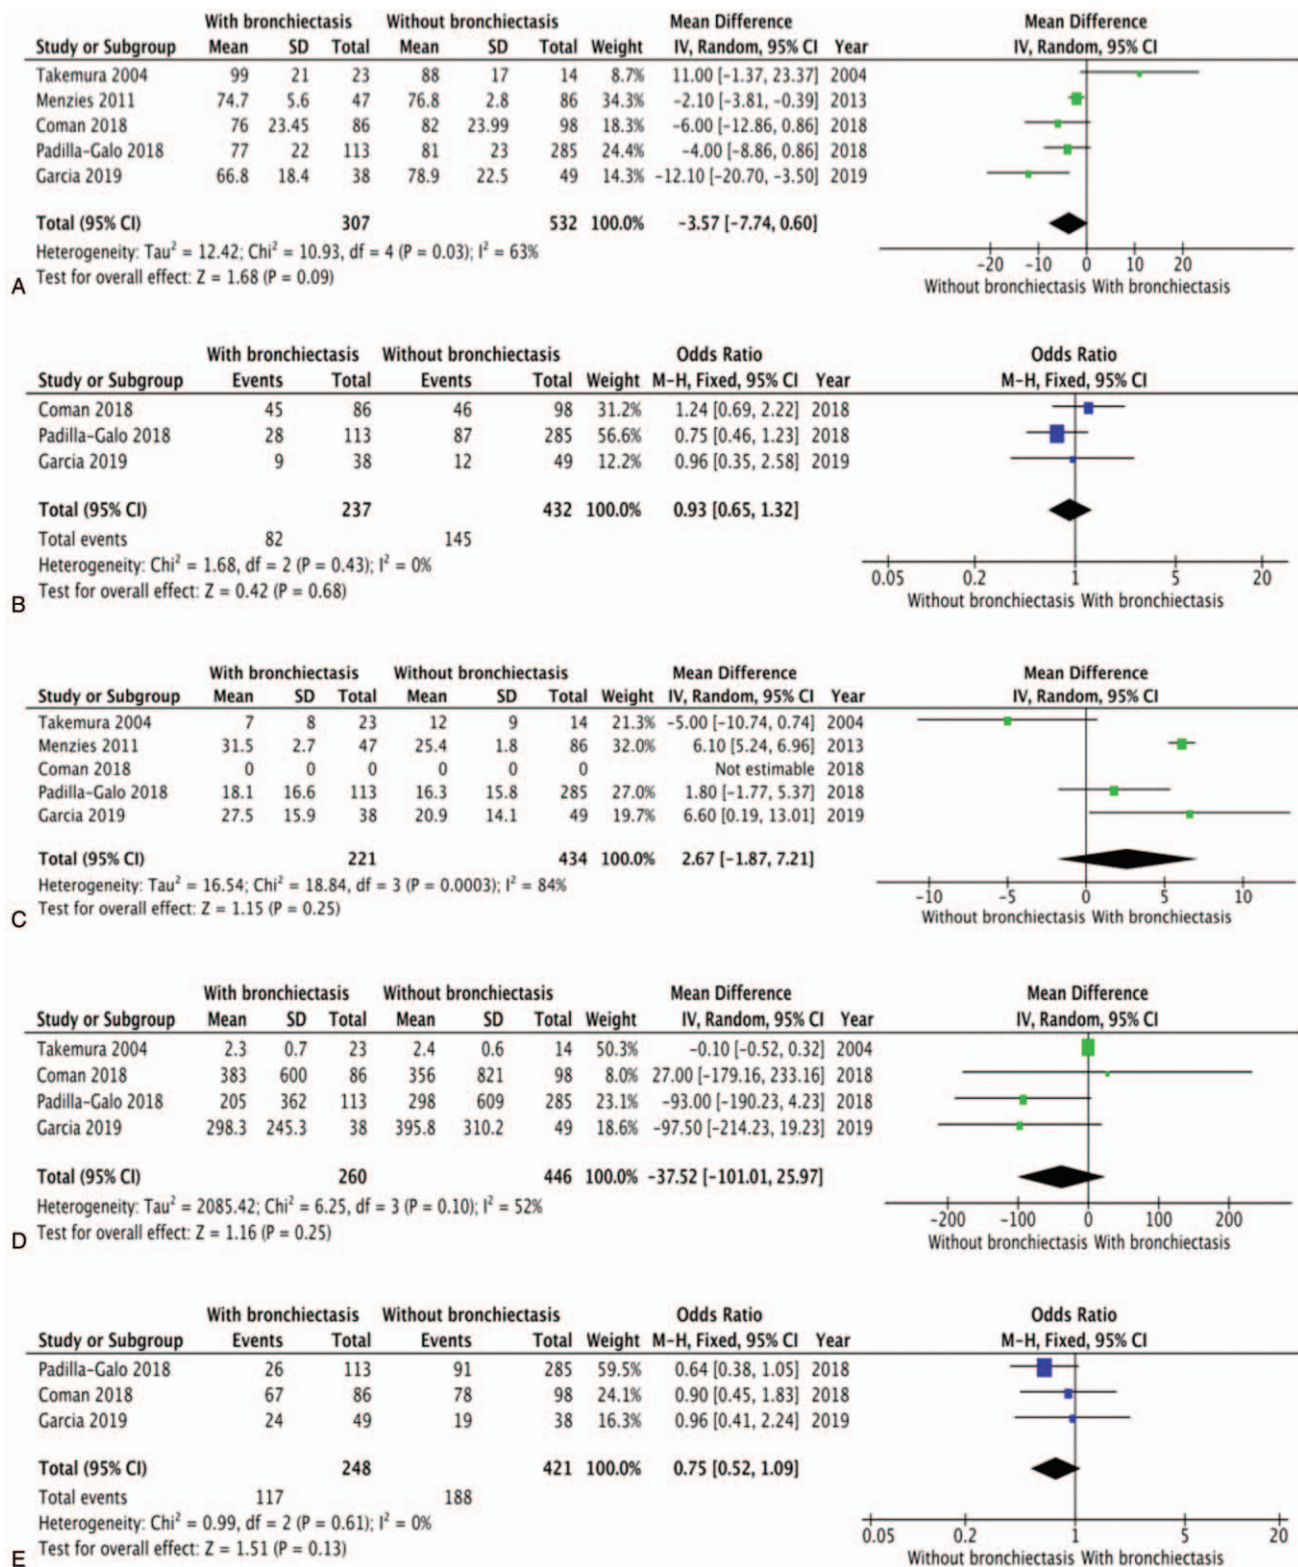 With bronchiectasis Without bronchiectasis Mean Difference Mean Difference
Study or Subgroup Mean SD Total Mean SD Total Weight IV, Random, 95% CI Year IV, Random, 95% CI
Takemura 2004 99 21 23 88 17 14 8.7% 11.00 [-1.37, 23.37] 2004
Menzies 2011 74.7 5.6 47 76.8 2.8 86 34.3% -2.10 [-3.81, -0.39] 2013
Coman 2018 76 23.45 86 82 23.99 98 18.3% -6.00 [-12.86, 0.86] 2018
Padilla-Galo 2018 77 22 113 81 23 285 24.4% -4.00 [-8.86, 0.86] 2018
Garcia 2019 66.8 18.4 38 78.9 22.5 49 14.3% -12.10 [-20.70, -3.50] 2019
Total (95% CI) 307 532 100.0% -3.57 [-7.74, 0.60]
Heterogeneity: Tau² = 12.42; Chi² = 10.93, df = 4 (P = 0.03); I² = 63%
-20 -10 0 10 20
Test for overall effect: Z = 1.68 (P = 0.09)
Without bronchiectasis With bronchiectasis
A
With bronchiectasis Without bronchiectasis Odds Ratio Odds Ratio
Study or Subgroup Events Total Events Total Weight M-H, Fixed, 95% CI Year M-H, Fixed, 95% CI
Coman 2018 45 86 46 98 31.2% 1.24 [0.69, 2.22] 2018
Padilla-Galo 2018 28 113 87 285 56.6% 0.75 [0.46, 1.23] 2018
Garcia 2019 9 38 12 49 12.2% 0.96 [0.35, 2.58] 2019
Total (95% CI) 237 432 100.0% 0.93 [0.65, 1.32]
Total events 82 145
Heterogeneity: Chi² = 1.68, df = 2 (P = 0.43); I² = 0%
0.05 0.2 1 5 20
Test for overall effect: Z = 0.42 (P = 0.68)
Without bronchiectasis With bronchiectasis
B
With bronchiectasis Without bronchiectasis Mean Difference Mean Difference
Study or Subgroup Mean SD Total Mean SD Total Weight IV, Random, 95% CI Year IV, Random, 95% CI
Takemura 2004 7 8 23 12 9 14 21.3% -5.00 [-10.74, 0.74] 2004
Menzies 2011 31.5 2.7 47 25.4 1.8 86 32.0% 6.10 [5.24, 6.96] 2013
Coman 2018 0 0 0 0 0 0 Not estimable 2018
Padilla-Galo 2018 18.1 16.6 113 16.3 15.8 285 27.0% 1.80 [-1.77, 5.37] 2018
Garcia 2019 27.5 15.9 38 20.9 14.1 49 19.7% 6.60 [0.19, 13.01] 2019
Total (95% CI) 221 434 100.0% 2.67 [-1.87, 7.21]
Heterogeneity: Tau² = 16.54; Chi² = 18.84, df = 3 (P = 0.0003); I² = 84%
-10 -5 0 5 10
Test for overall effect: Z = 1.15 (P = 0.25)
Without bronchiectasis With bronchiectasis
C
With bronchiectasis Without bronchiectasis Mean Difference Mean Difference
Study or Subgroup Mean SD Total Mean SD Total Weight IV, Random, 95% CI Year IV, Random, 95% CI
Takemura 2004 2.3 0.7 23 2.4 0.6 14 50.3% -0.10 [-0.52, 0.32] 2004
Coman 2018 383 600 86 356 821 98 8.0% 27.00 [-179.16, 233.16] 2018
Padilla-Galo 2018 205 362 113 298 609 285 23.1% -93.00 [-190.23, 4.23] 2018
Garcia 2019 298.3 245.3 38 395.8 310.2 49 18.6% -97.50 [-214.23, 19.23] 2019
Total (95% CI) 260 446 100.0% -37.52 [-101.01, 25.97]
Heterogeneity: Tau² = 2085.42; Chi² = 6.25, df = 3 (P = 0.10); I² = 52%
-200 -100 0 100 200
Test for overall effect: Z = 1.16 (P = 0.25)
Without bronchiectasis With bronchiectasis
D
With bronchiectasis Without bronchiectasis Odds Ratio Odds Ratio
Study or Subgroup Events Total Events Total Weight M-H, Fixed, 95% CI Year M-H, Fixed, 95% CI
Padilla-Galo 2018 26 113 91 285 59.5% 0.64 [0.38, 1.05] 2018
Coman 2018 67 86 78 98 24.1% 0.90 [0.45, 1.83] 2018
Garcia 2019 24 49 19 38 16.3% 0.96 [0.41, 2.24] 2019
Total (95% CI) 248 421 100.0% 0.75 [0.52, 1.09]
Total events 117 188
Heterogeneity: Chi² = 0.99, df = 2 (P = 0.61); I² = 0%
0.05 0.2 1 5 20
Test for overall effect: Z = 1.51 (P = 0.13)
Without bronchiectasis With bronchiectasis
E